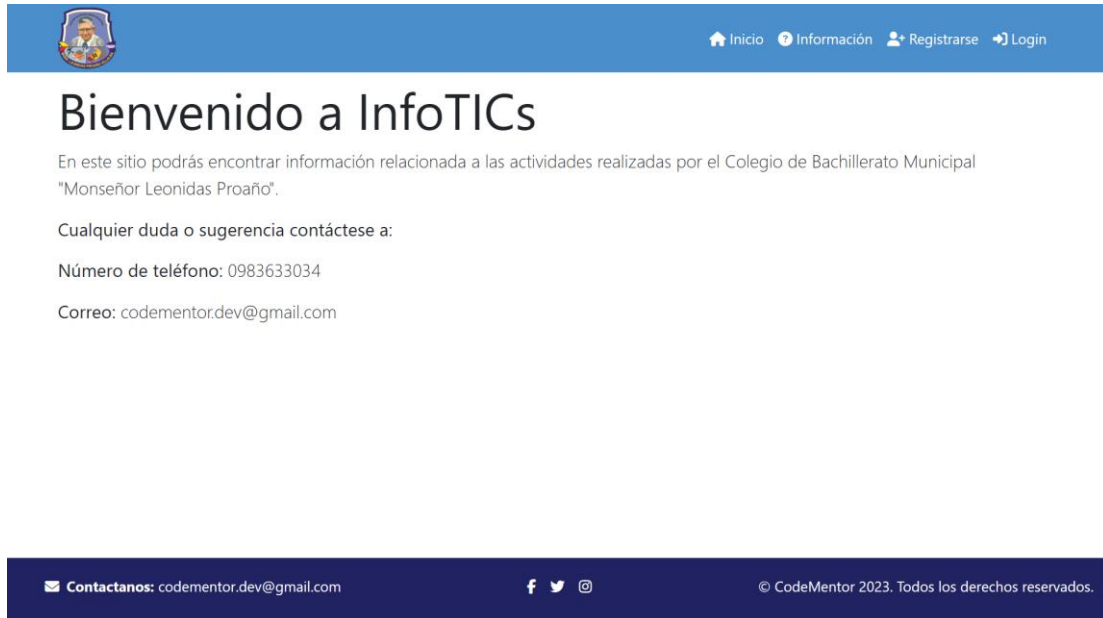 Inicio Información Registrarse Login
Bienvenido a InfoTICs
En este sitio podrás encontrar información relacionada a las actividades realizadas por el Colegio de Bachillerato Municipal
"Monseñor Leonidas Proaño".
Cualquier duda o sugerencia contáctese a:
Número de teléfono: 0983633034
Correo: codementor.dev@gmail.com
Contactanos: codementor.dev@gmail.com
© CodeMentor 2023. Todos los derechos reservados.